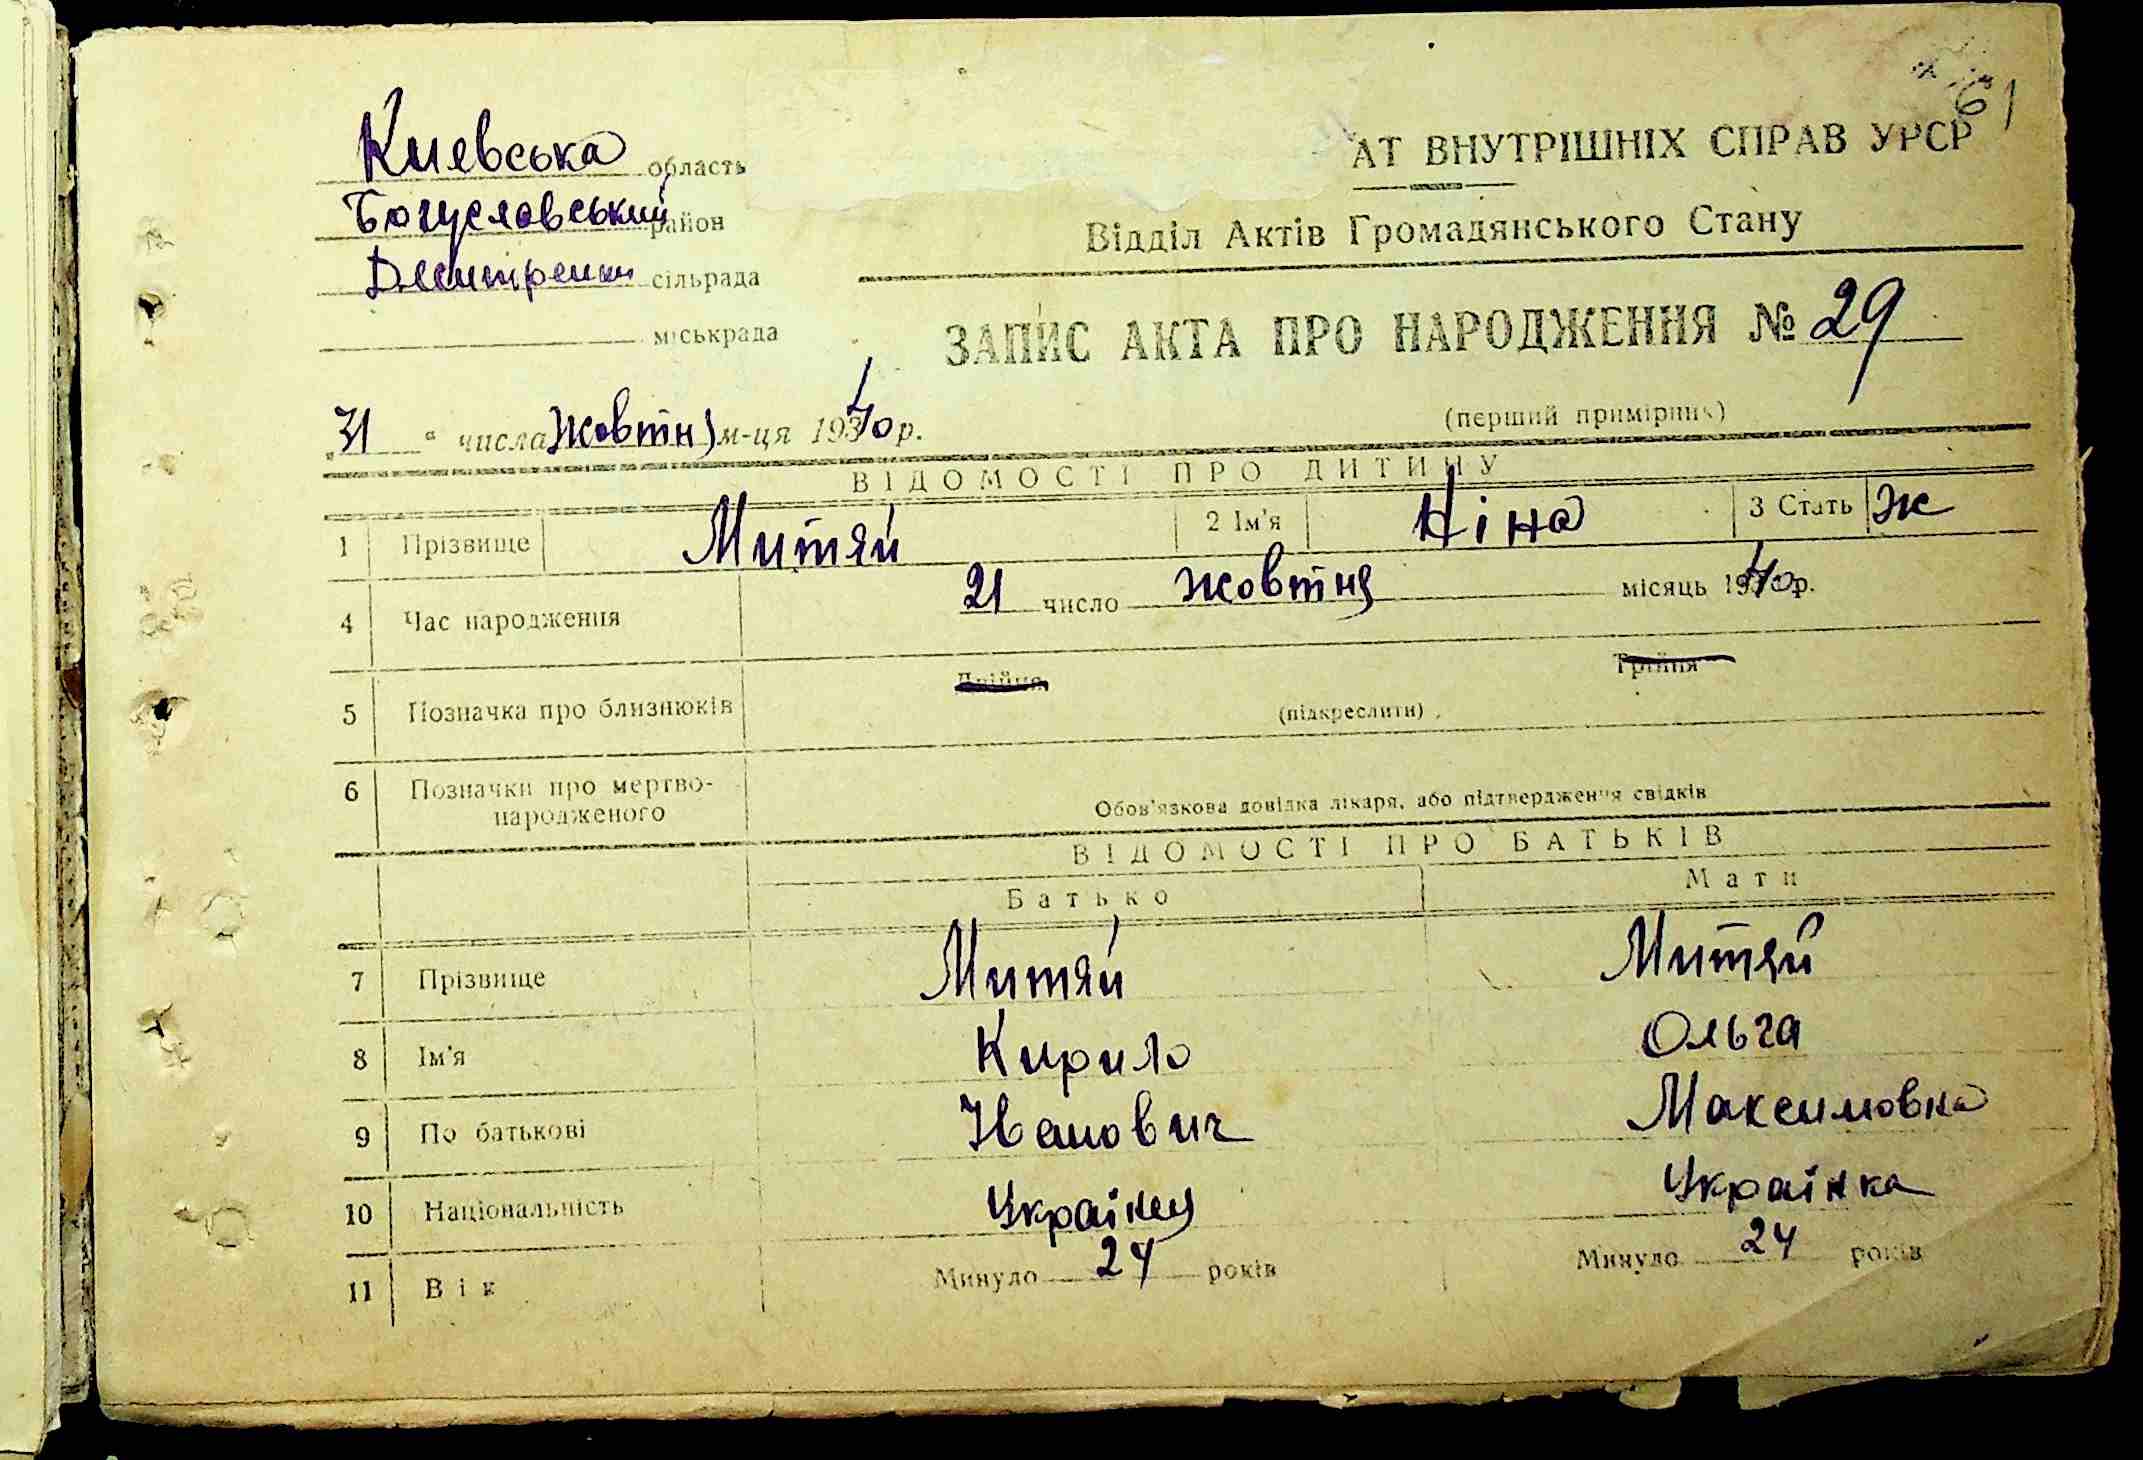 61
Киевська область
Богуславський район
Дмитренки сільрада
міськрада
АТ ВНУТРІШНІХ СПРАВ УРСР
Відділ Актів Громадянського Стану
ЗАПИС АКТА ПРО НАРОДЖЕННЯ № 29
(перший примірник)
„31 “ числа Жовтня м-ця 1940 р.
ВІДОМОСТІ ПРО ДИТИНУ
1 Прізвище Митяй 2 Ім'я Ніна 3 Стать Ж
4 Час народження 21 число жовтня місяць 1940 р.
5 Позначка про близнюків Двійня Трійня
(підкреслити)
6 Позначки про мертво-
народженого Обов'язкова довідка лікаря, або підтвердження свідків
ВІДОМОСТІ ПРО БАТЬКІВ
Батько Мати
7 Прізвище Митяй Митяй
8 Ім'я Кирило Ольга
9 По батькові Іванович Максимовна
10 Національність Українец Українка
11 Вік Минуло 24 років Минуло 24 років